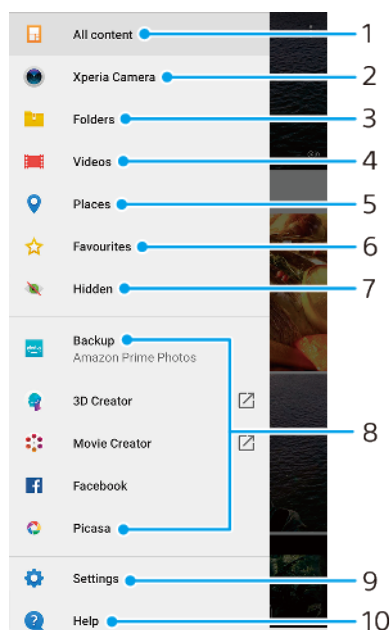 All content 1
Xperia Camera 2
Folders 3
Videos 4
Places 5
Favourites 6
Hidden 7
Backup
Amazon Prime Photos
3D Creator
8
Movie Creator
Facebook
Picasa
Settings 9
Help 10